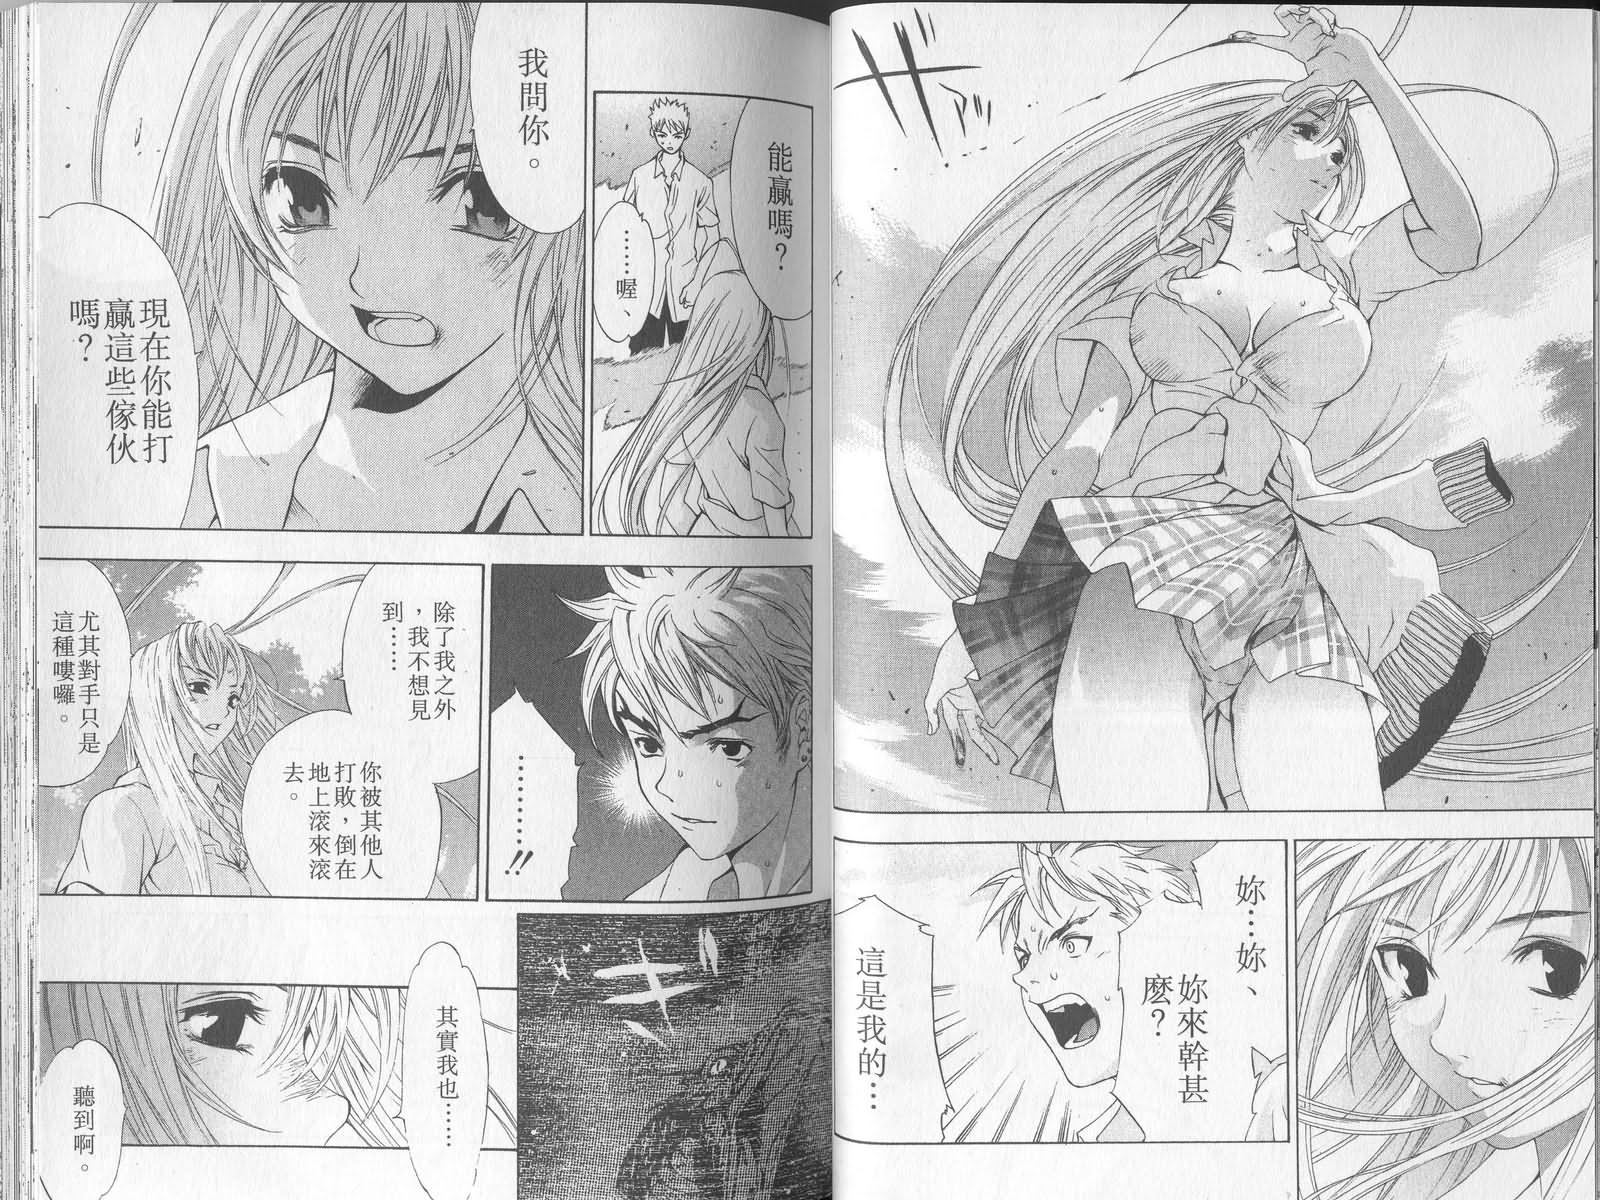 ザァッ
妳…妳、
妳來幹甚
麼？
這是我的…
能贏嗎？
……喔、
我問你。
現在你能打
贏這些傢伙
嗎？
…………!!
除了我之外
，我不想見
到……
你被其他人
打敗，倒在
地上滾來滾
去。
尤其對手只是
這種嘍囉。
其實我也……
聽到啊。